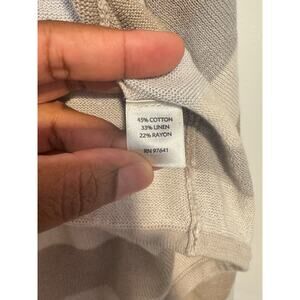 45% COTTON
33% LINEN
22% RAYON
RN 97641